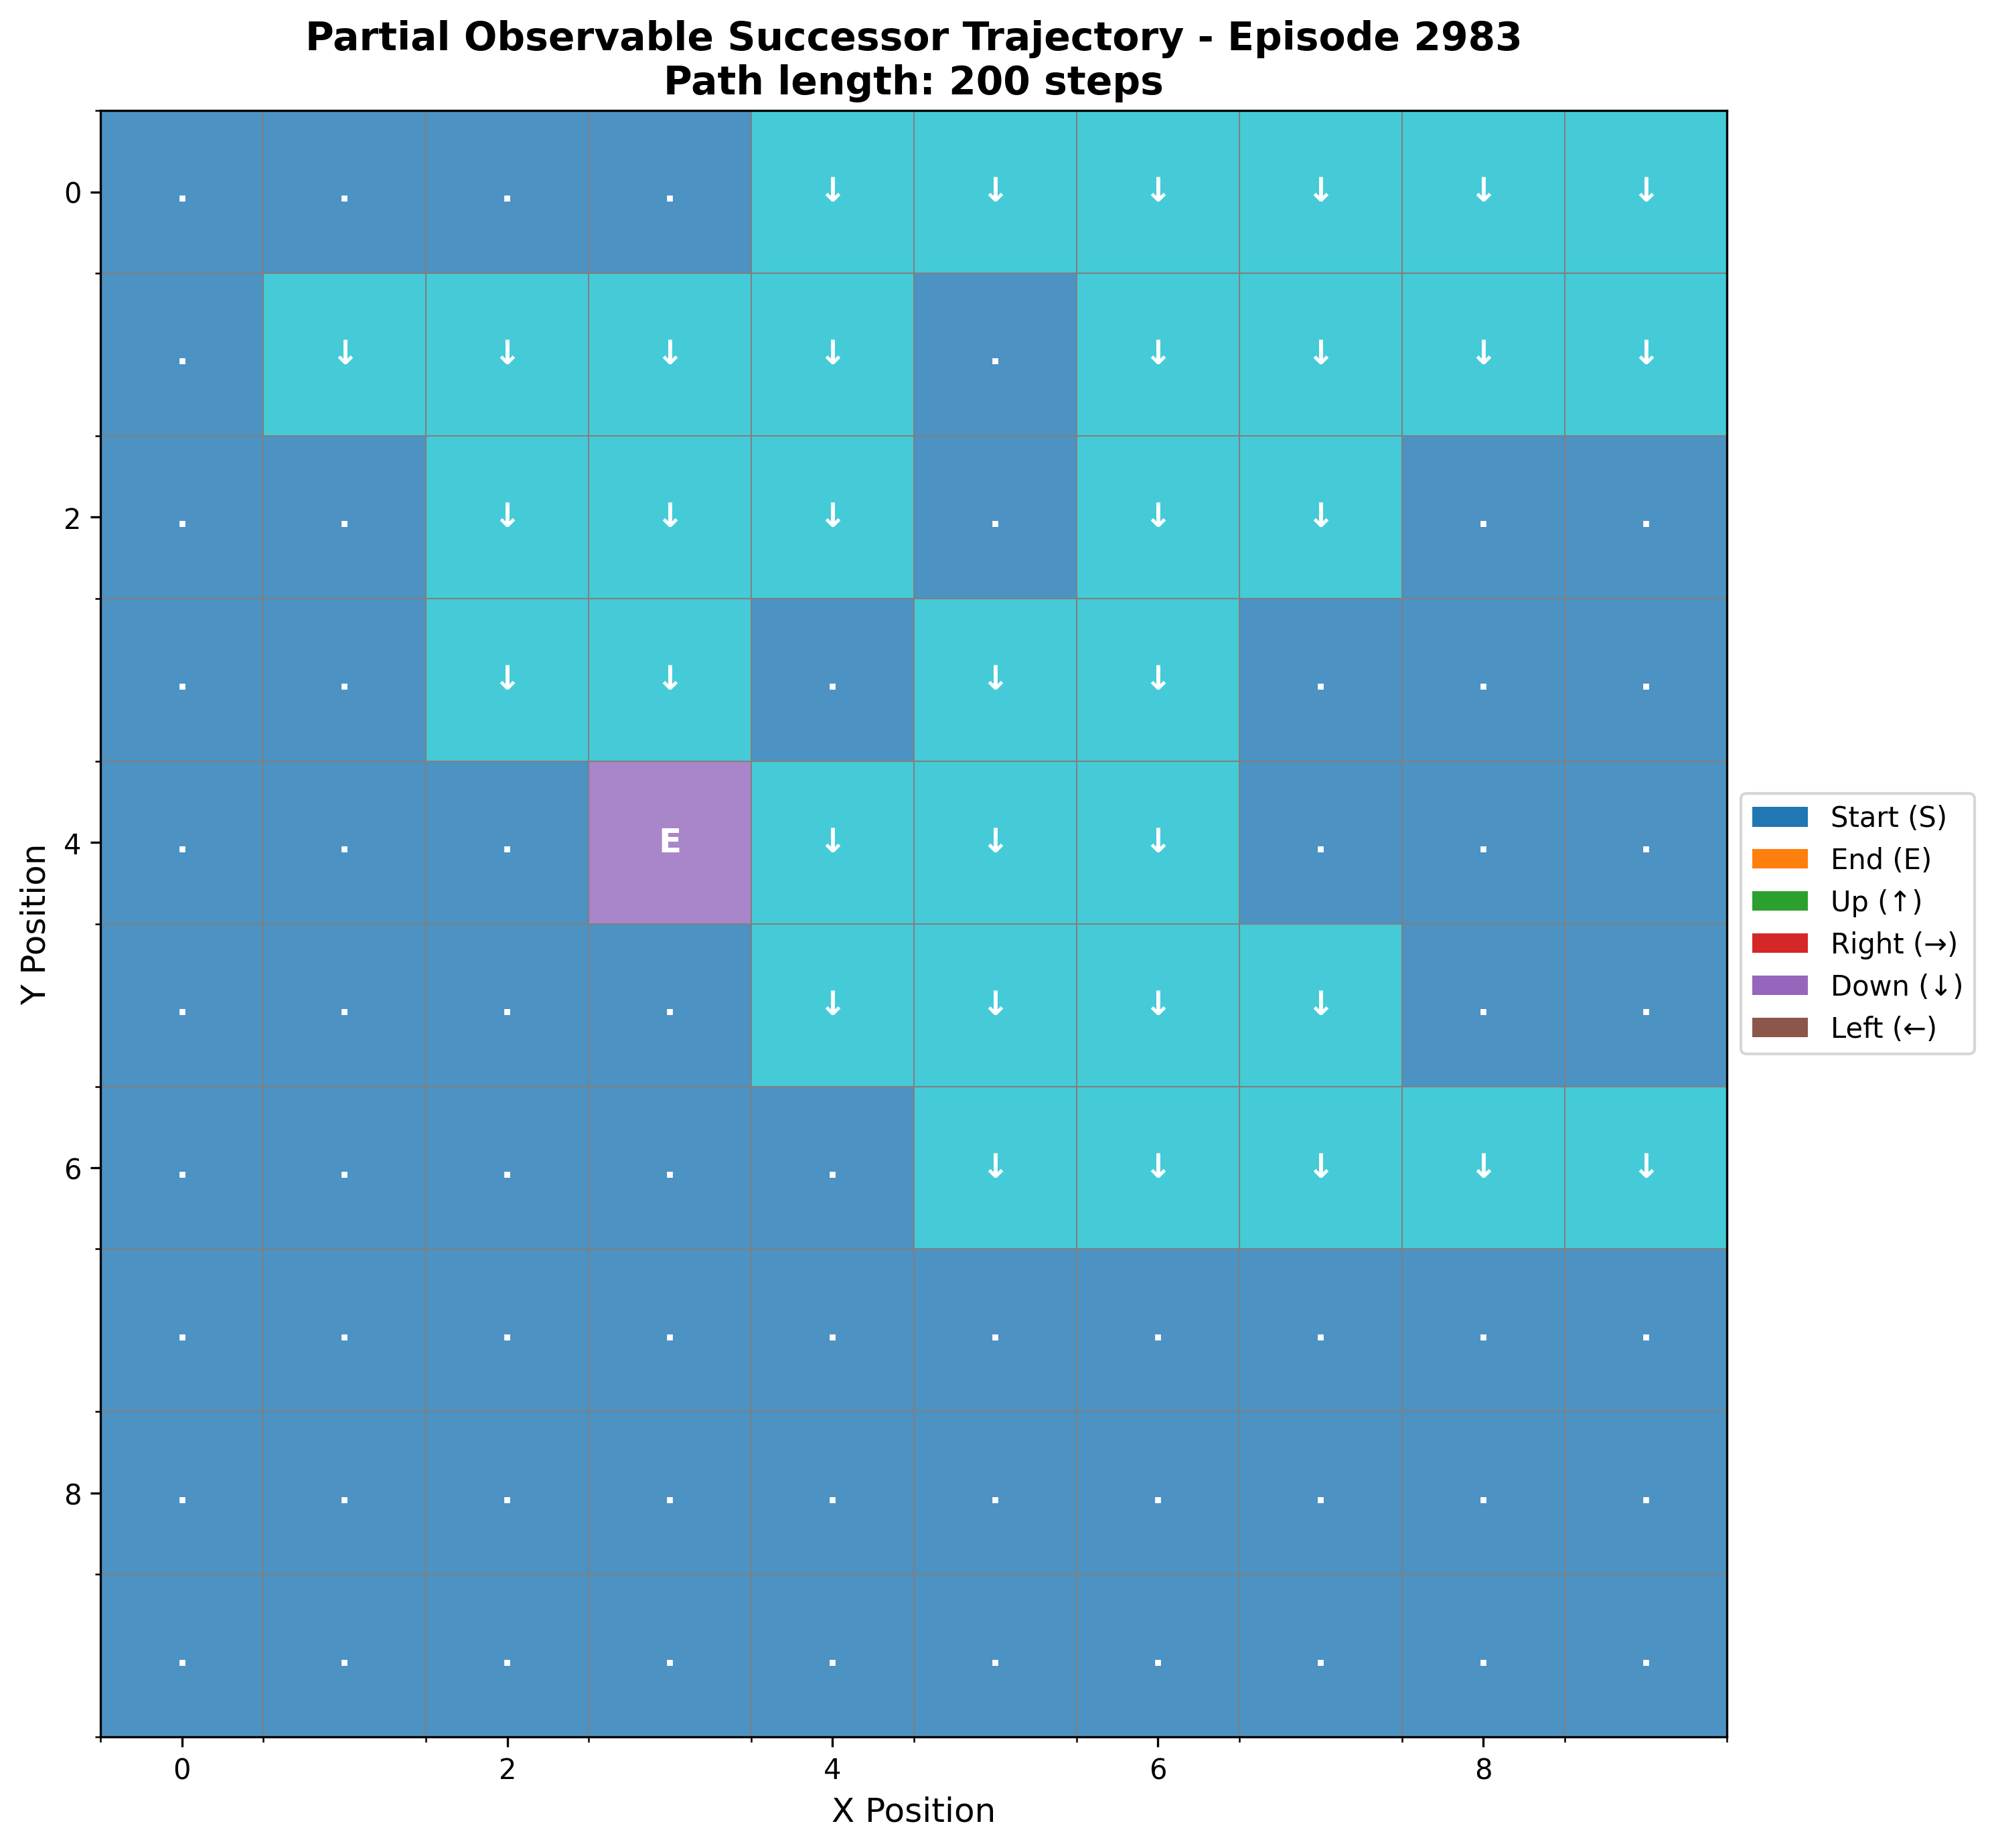 Partial Observable Successor Trajectory - Episode 2983
Path length: 200 steps
0 . . . . ↓ ↓ ↓ ↓ ↓ ↓
. ↓ ↓ ↓ ↓ . ↓ ↓ ↓ ↓
2 . . ↓ ↓ ↓ . ↓ ↓ . .
. . ↓ ↓ . ↓ ↓ . . .
4 . . . E ↓ ↓ ↓ . . .
. . . . ↓ ↓ ↓ ↓ . .
6 . . . . . ↓ ↓ ↓ ↓ ↓
. . . . . . . . . .
8 . . . . . . . . . .
. . . . . . . . . .
0 2 4 6 8
X Position
Y Position
Start (S)
End (E)
Up (↑)
Right (→)
Down (↓)
Left (←)